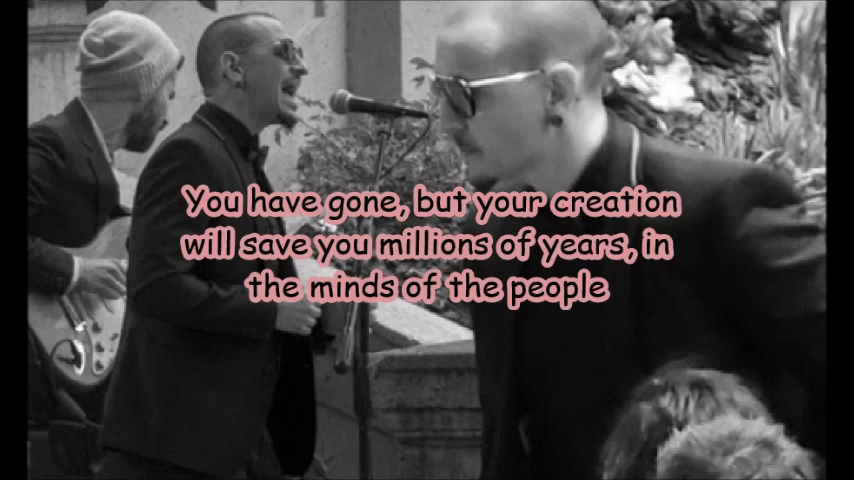 You have gone, but your creation
will save you millions of years, in
the minds of the people